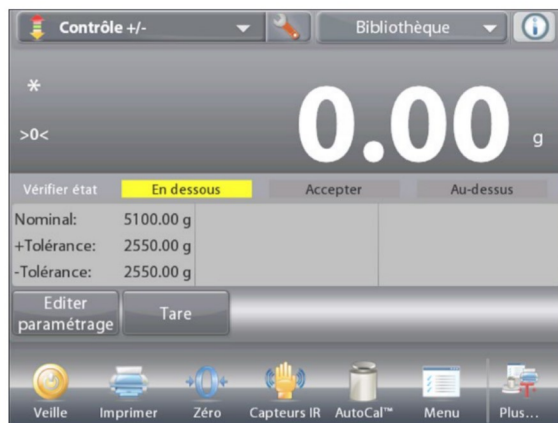 Contrôle +/-
Bibliothèque
*
>0<
0.00 g
Vérifier état En dessous Accepter Au-dessus
Nominal: 5100.00 g
+Tolérance: 2550.00 g
-Tolérance: 2550.00 g
Editer
paramétrage
Tare
Veille Imprimer Zéro Capteurs IR AutoCal™ Menu Plus...